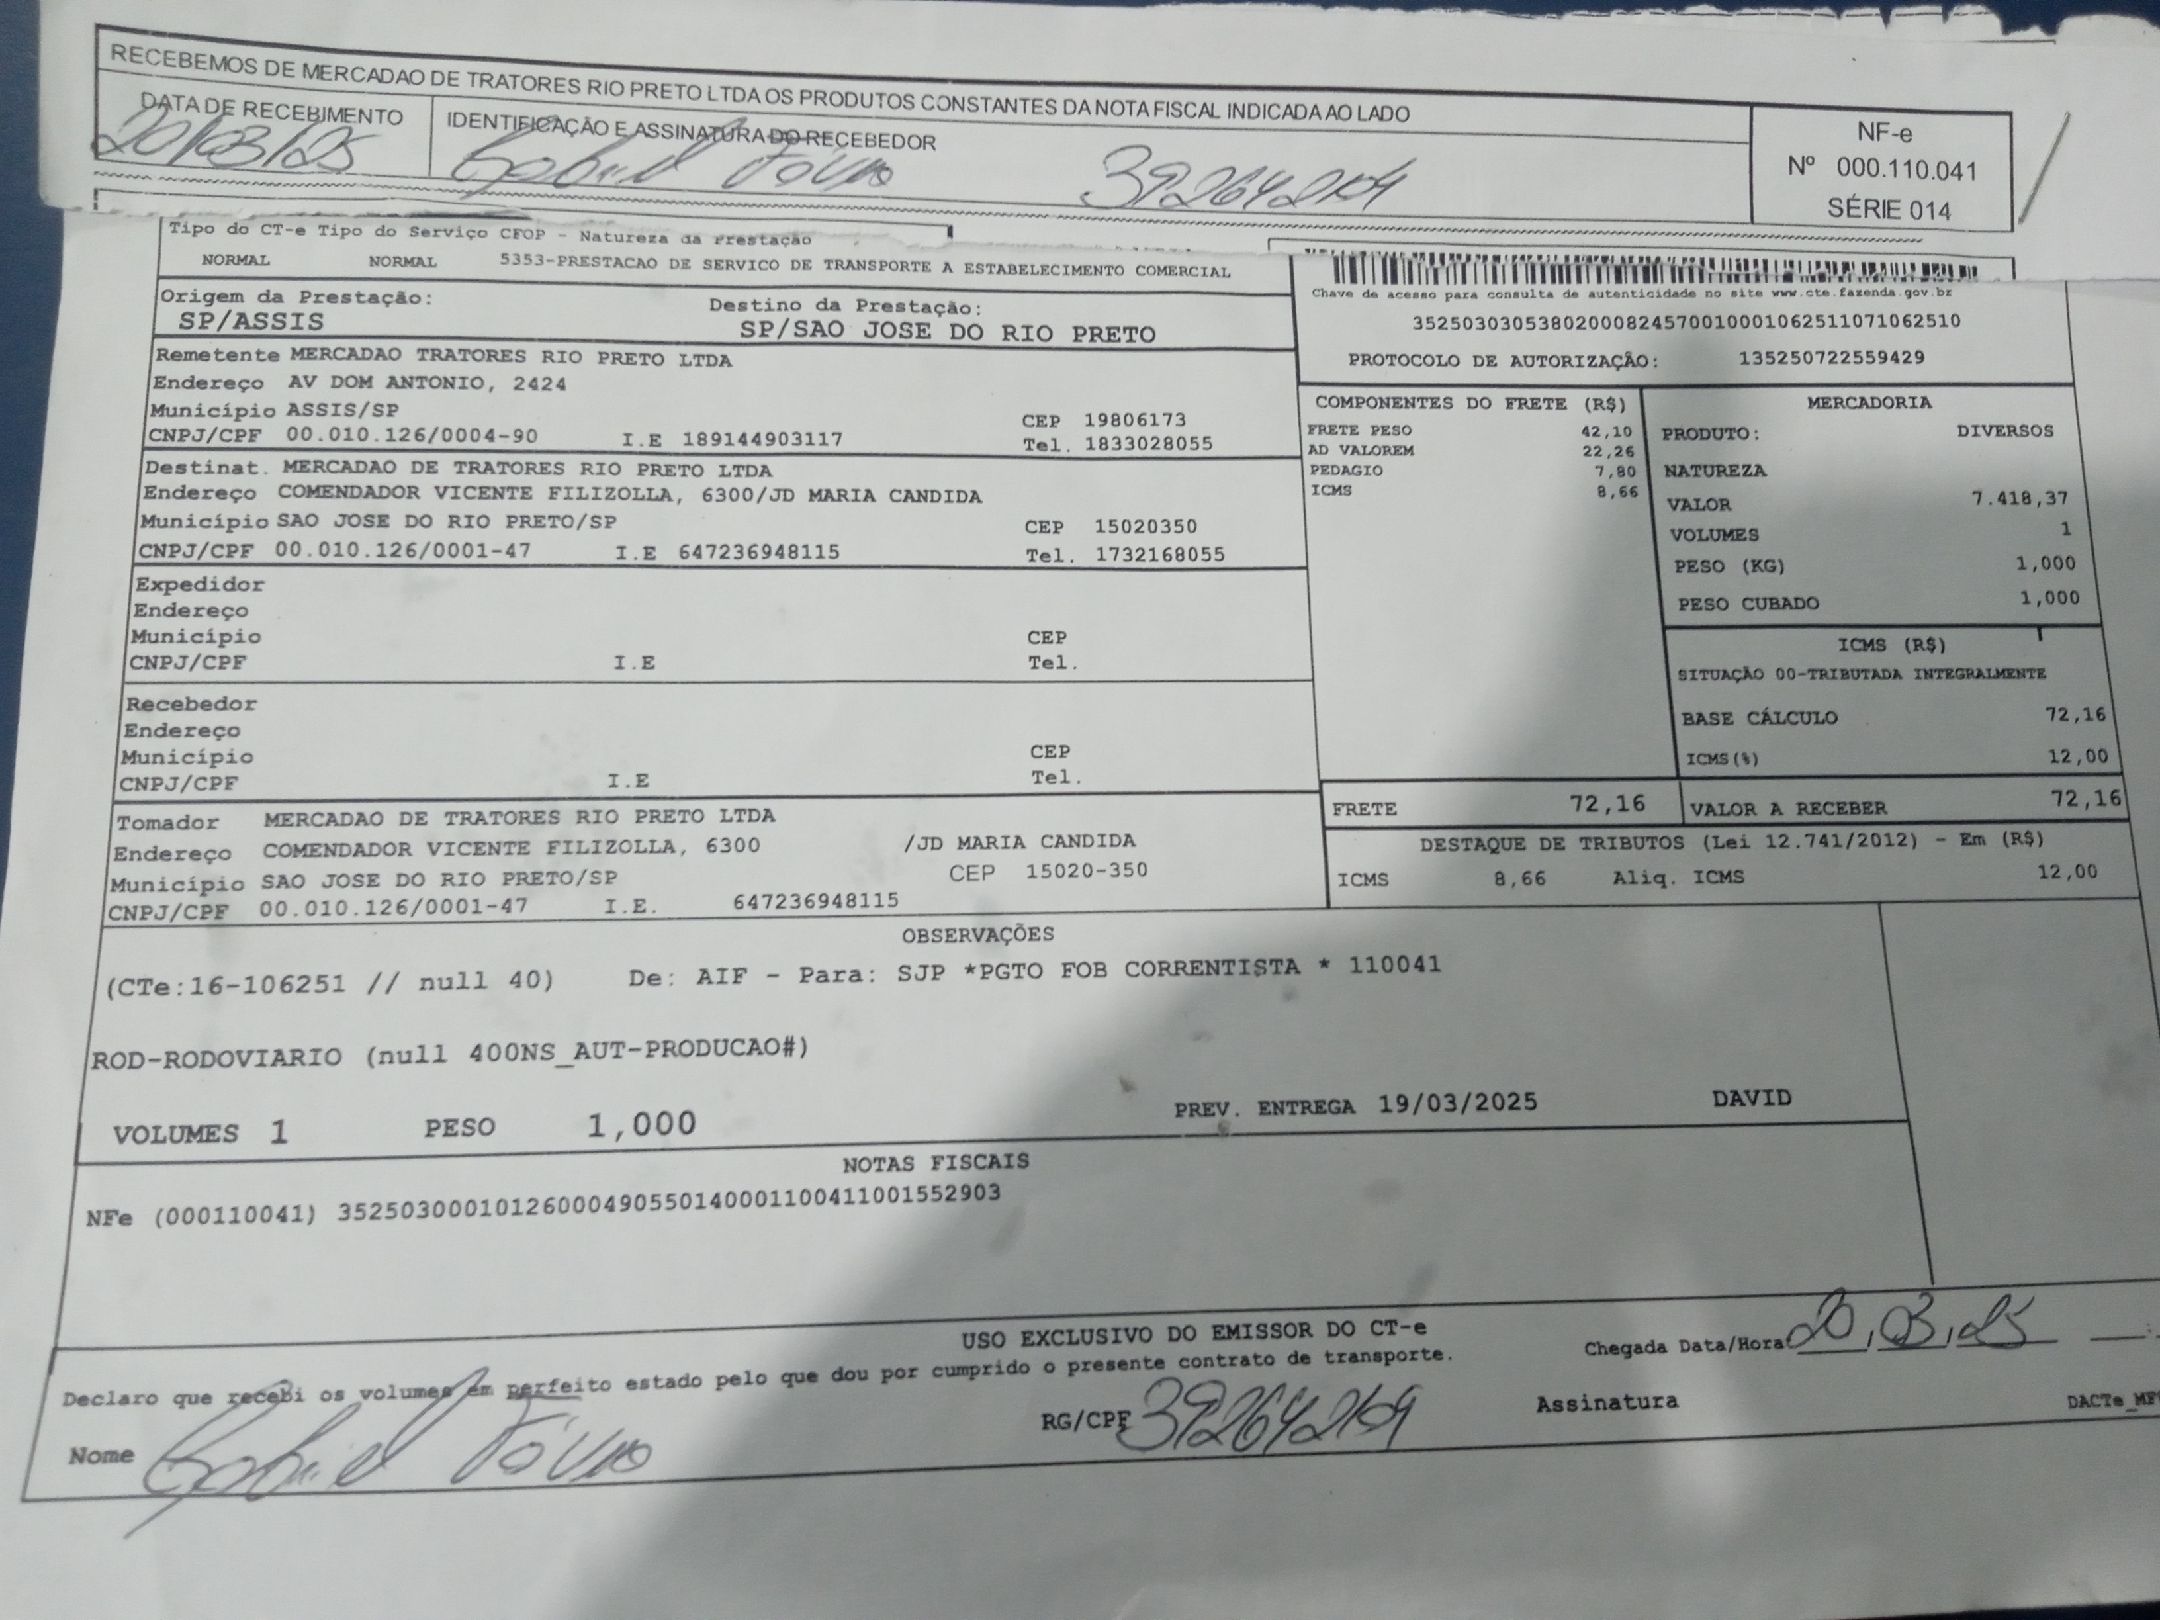 RECEBEMOS DE MERCADAO DE TRATORES RIO PRETO LTDA OS PRODUTOS CONSTANTES DA NOTA FISCAL INDICADA AO LADO
DATA DE RECEBIMENTO
20/03/25
IDENTIFICAÇÃO E ASSINATURA DO RECEBEDOR
Gabriel
NF-e
Nº 000.110.041
SÉRIE 014
Tipo do CT-e Tipo do Serviço CFOP - Natureza da Prestação
NORMAL NORMAL 5353-PRESTACAO DE SERVICO DE TRANSPORTE A ESTABELECIMENTO COMERCIAL
Origem da Prestação: Destino da Prestação:
SP/ASSIS SP/SAO JOSE DO RIO PRETO
Chave de acesso para consulta de autenticidade no site www.cte.fazenda.gov.br
35250303053802000824570010001062511071062510
PROTOCOLO DE AUTORIZAÇÃO: 135250722559429
Remetente MERCADAO TRATORES RIO PRETO LTDA
Endereço AV DOM ANTONIO, 2424
Município ASSIS/SP CEP 19806173
CNPJ/CPF 00.010.126/0004-90 I.E 189144903117 Tel. 1833028055
Destinat. MERCADAO DE TRATORES RIO PRETO LTDA
Endereço COMENDADOR VICENTE FILIZOLLA, 6300/JD MARIA CANDIDA
Município SAO JOSE DO RIO PRETO/SP CEP 15020350
CNPJ/CPF 00.010.126/0001-47 I.E 647236948115 Tel. 1732168055
Expedidor
Endereço
Município CEP
CNPJ/CPF I.E Tel.
Recebedor
Endereço
Município CEP
CNPJ/CPF I.E Tel.
Tomador MERCADAO DE TRATORES RIO PRETO LTDA
Endereço COMENDADOR VICENTE FILIZOLLA, 6300 /JD MARIA CANDIDA
Município SAO JOSE DO RIO PRETO/SP CEP 15020-350
CNPJ/CPF 00.010.126/0001-47 I.E. 647236948115
COMPONENTES DO FRETE (R$)
FRETE PESO 42,10
AD VALOREM 22,26
PEDAGIO 7,80
ICMS 8,66
MERCADORIA
PRODUTO: DIVERSOS
NATUREZA
VALOR 7.418,37
VOLUMES 1
PESO (KG) 1,000
PESO CUBADO 1,000
ICMS (R$)
SITUAÇÃO 00-TRIBUTADA INTEGRALMENTE
BASE CÁLCULO 72,16
ICMS(%) 12,00
FRETE 72,16 VALOR A RECEBER 72,16
DESTAQUE DE TRIBUTOS (Lei 12.741/2012) - Em (R$)
ICMS 8,66 Aliq. ICMS 12,00
OBSERVAÇÕES
(CTe:16-106251 // null 40) De: AIF - Para: SJP *PGTO FOB CORRENTISTA * 110041
ROD-RODOVIARIO (null 400NS_AUT-PRODUCAO#)
VOLUMES 1 PESO 1,000 PREV. ENTREGA 19/03/2025 DAVID
NOTAS FISCAIS
NFe (000110041) 35250300010126000490550140001100411001552903
USO EXCLUSIVO DO EMISSOR DO CT-e
Declaro que recebi os volumes em perfeito estado pelo que dou por cumprido o presente contrato de transporte.
Chegada Data/Hora 20,03,25
Nome Gabriel
RG/CPF
Assinatura